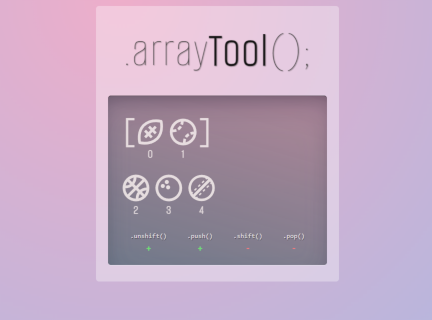 .arrayTool();
[ ]
0 1
2 3 4
.unshift() .push() .shift() .pop()
+ + - -